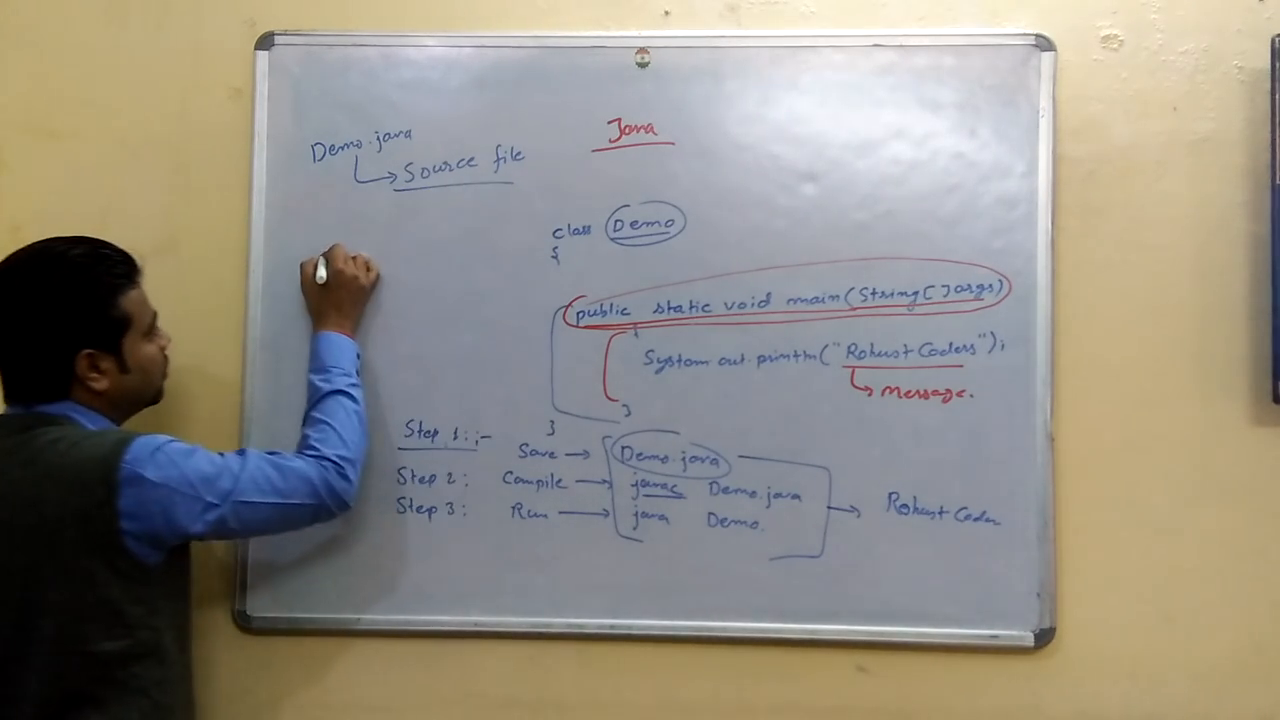 Java
Demo.java
Source file
class Demo
{
public static void main(String[]args)
{
System.out.println("Robust Coders");
Message.
}
}
Step 1:;-
Save → Demo.java
Step 2: Compile → javac Demo.java
Step 3: Run → java Demo.
→ Robust Coder